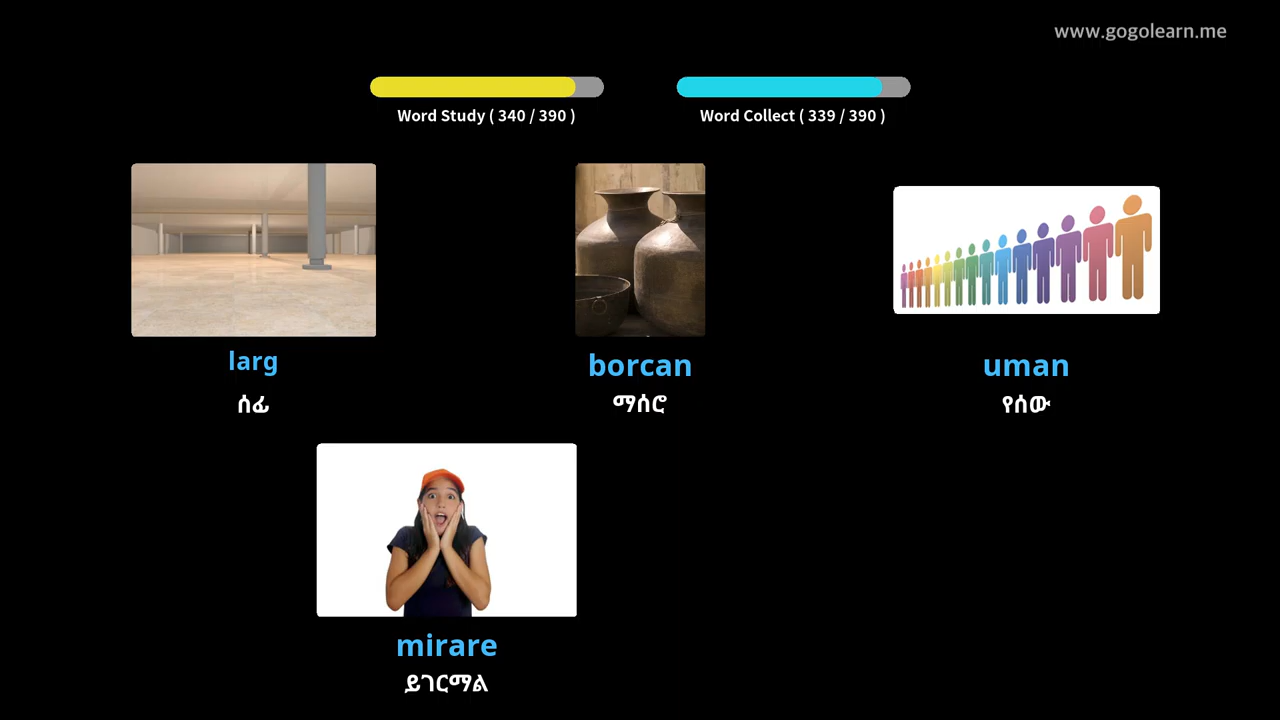 www.gogolearn.me
Word Study ( 340 / 390 )
Word Collect ( 339 / 390 )
larg
ሰፊ
borcan
ማሰሮ
uman
የሰው
mirare
ይገርማል